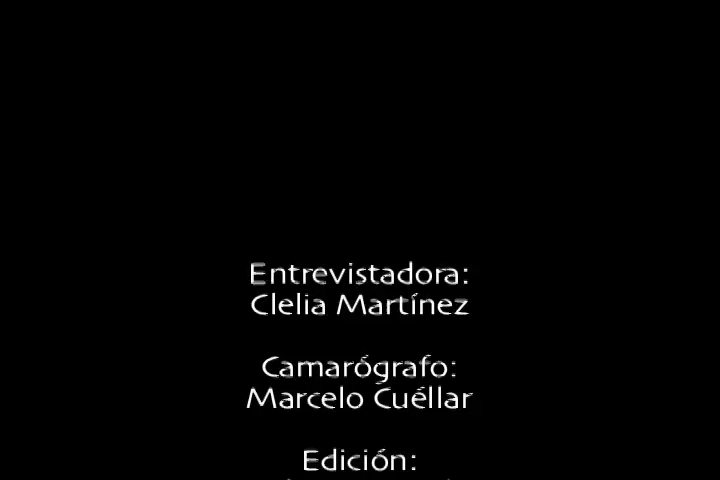 Entrevistadora:
Clelia Martínez
Camarógrafo:
Marcelo Cuéllar
Edición: